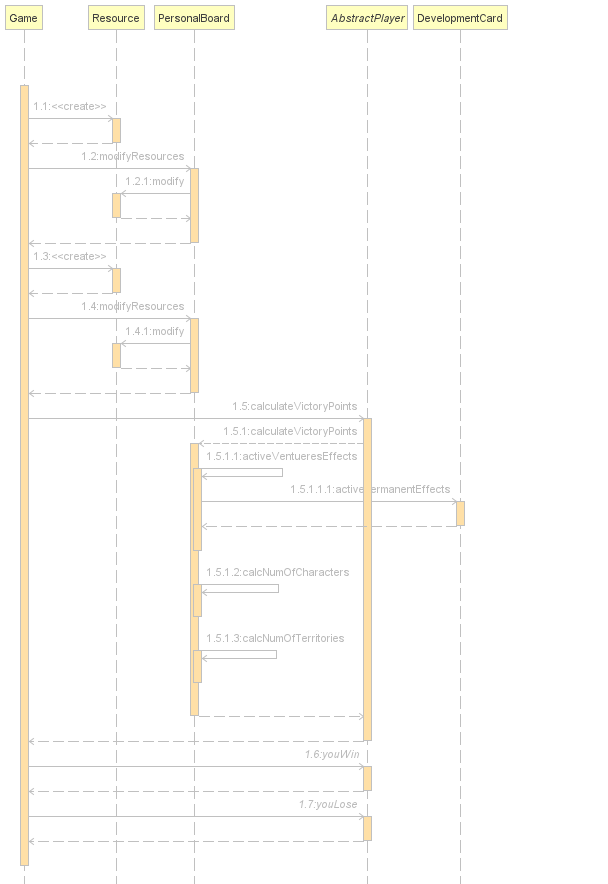 Game Resource PersonalBoard AbstractPlayer DevelopmentCard
1.1:<<create>>
1.2:modifyResources
1.2.1:modify
1.3:<<create>>
1.4:modifyResources
1.4.1:modify
1.5:calculateVictoryPoints
1.5.1:calculateVictoryPoints
1.5.1.1:activeVentueresEffects
1.5.1.1.1:activePermanentEffects
1.5.1.2:calcNumOfCharacters
1.5.1.3:calcNumOfTerritories
1.6:youWin
1.7:youLose